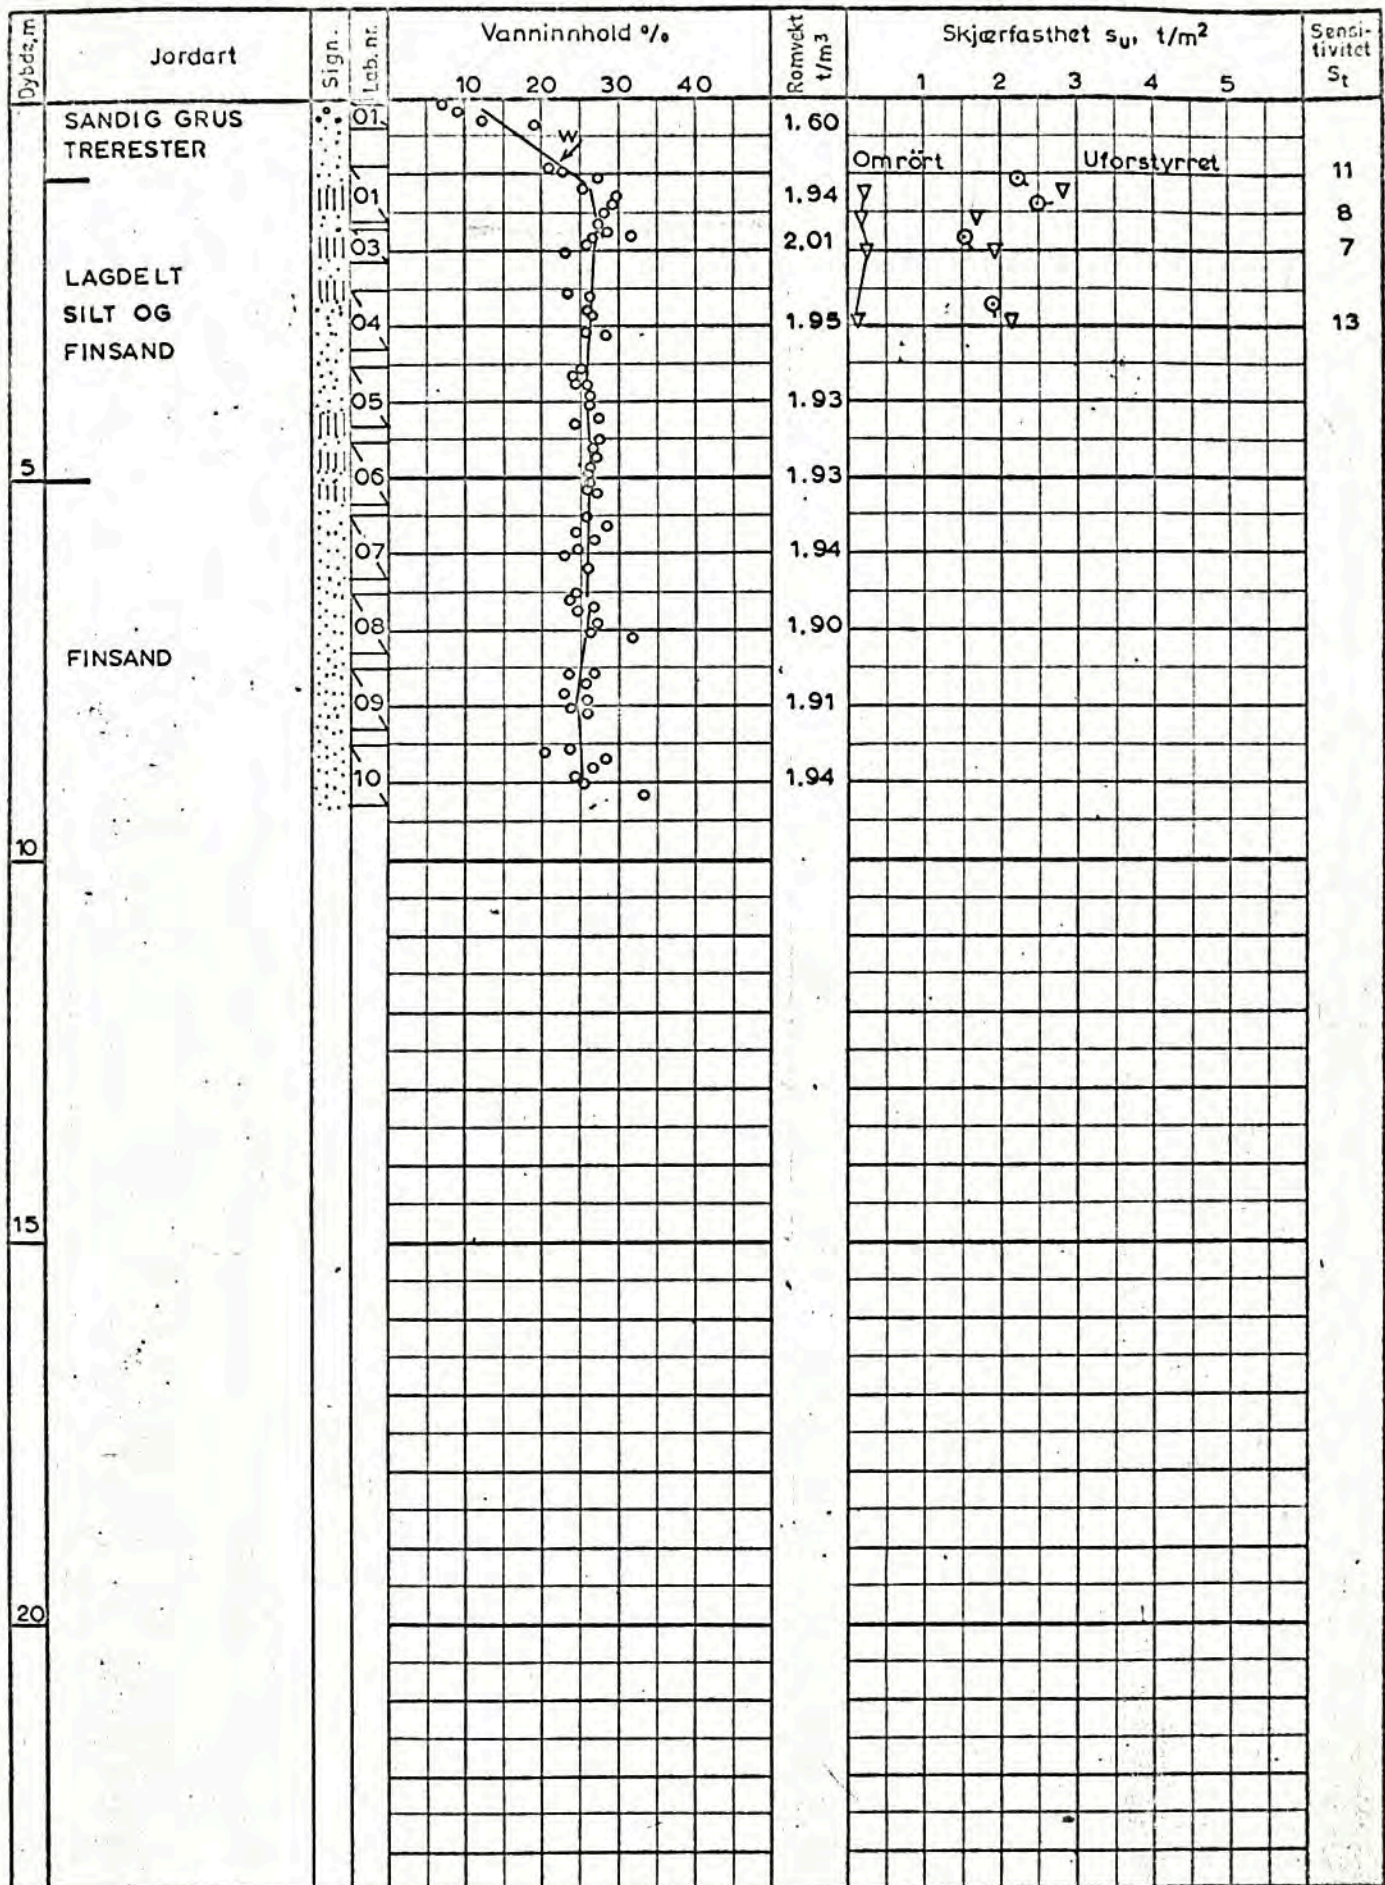 Dybde, m
Jordart
Sign.
Lab. nr.
Vanninnhold %
10 20 30 40
Romvekt t/m³
Skjærfasthet su, t/m²
1 2 3 4 5
Sensi-
tivitet
St
SANDIG GRUS
TRERESTER
01
1.60
w
Omrört
Uforstyrret
11
01
1.94
8
03
2.01
7
LAGDELT
SILT OG
FINSAND
04
1.95
13
05
1.93
5
06
1.93
07
1.94
08
1.90
FINSAND
09
1.91
10
1.94
10
15
20